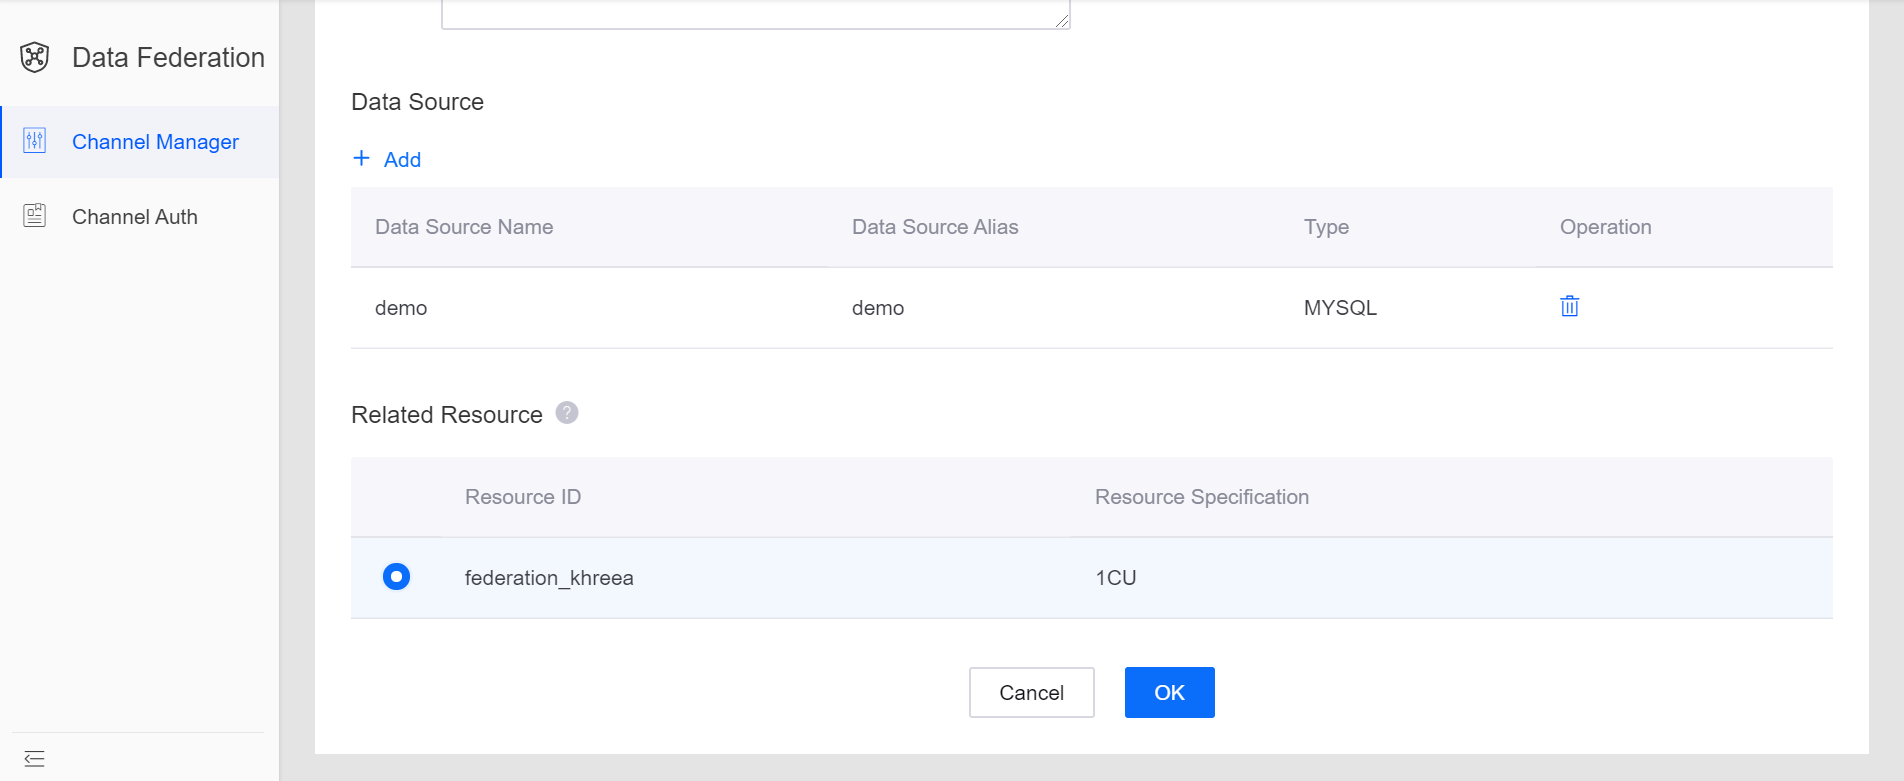 Data Federation
Channel Manager
Channel Auth
Data Source
+ Add
Data Source Name Data Source Alias Type Operation
demo demo MYSQL
Related Resource ?
Resource ID Resource Specification
federation_khreea 1CU
Cancel OK